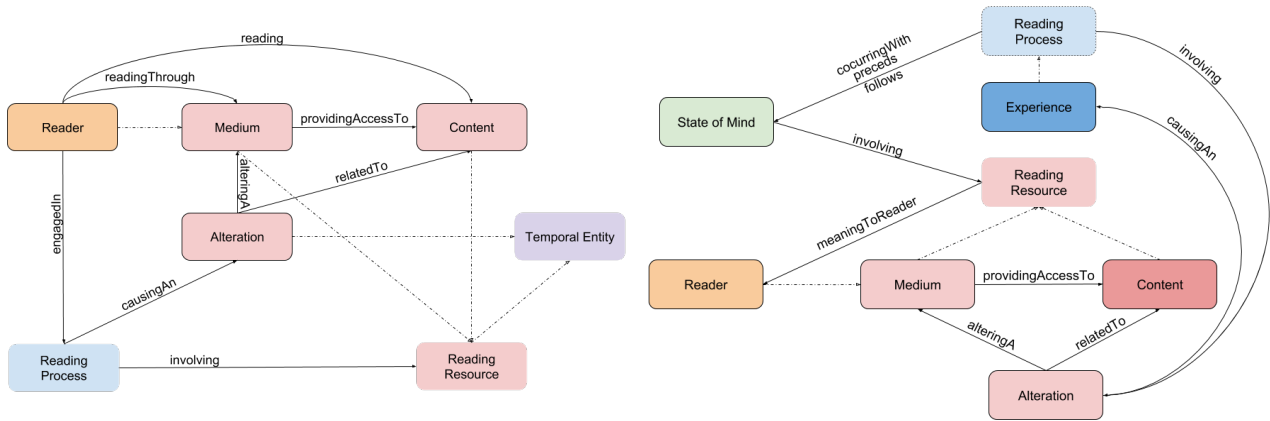 reading
readingThrough
Reader
Medium
providingAccessTo
Content
alteringA
relatedTo
engagedIn
Alteration
Temporal Entity
causingAn
Reading
Process
involving
Reading
Resource
Reading
Process
involving
cocurringWith
preceds
follows
Experience
State of Mind
causingAn
involving
Reading
Resource
meaningToReader
Reader
Medium
providingAccessTo
Content
alteringA
relatedTo
Alteration